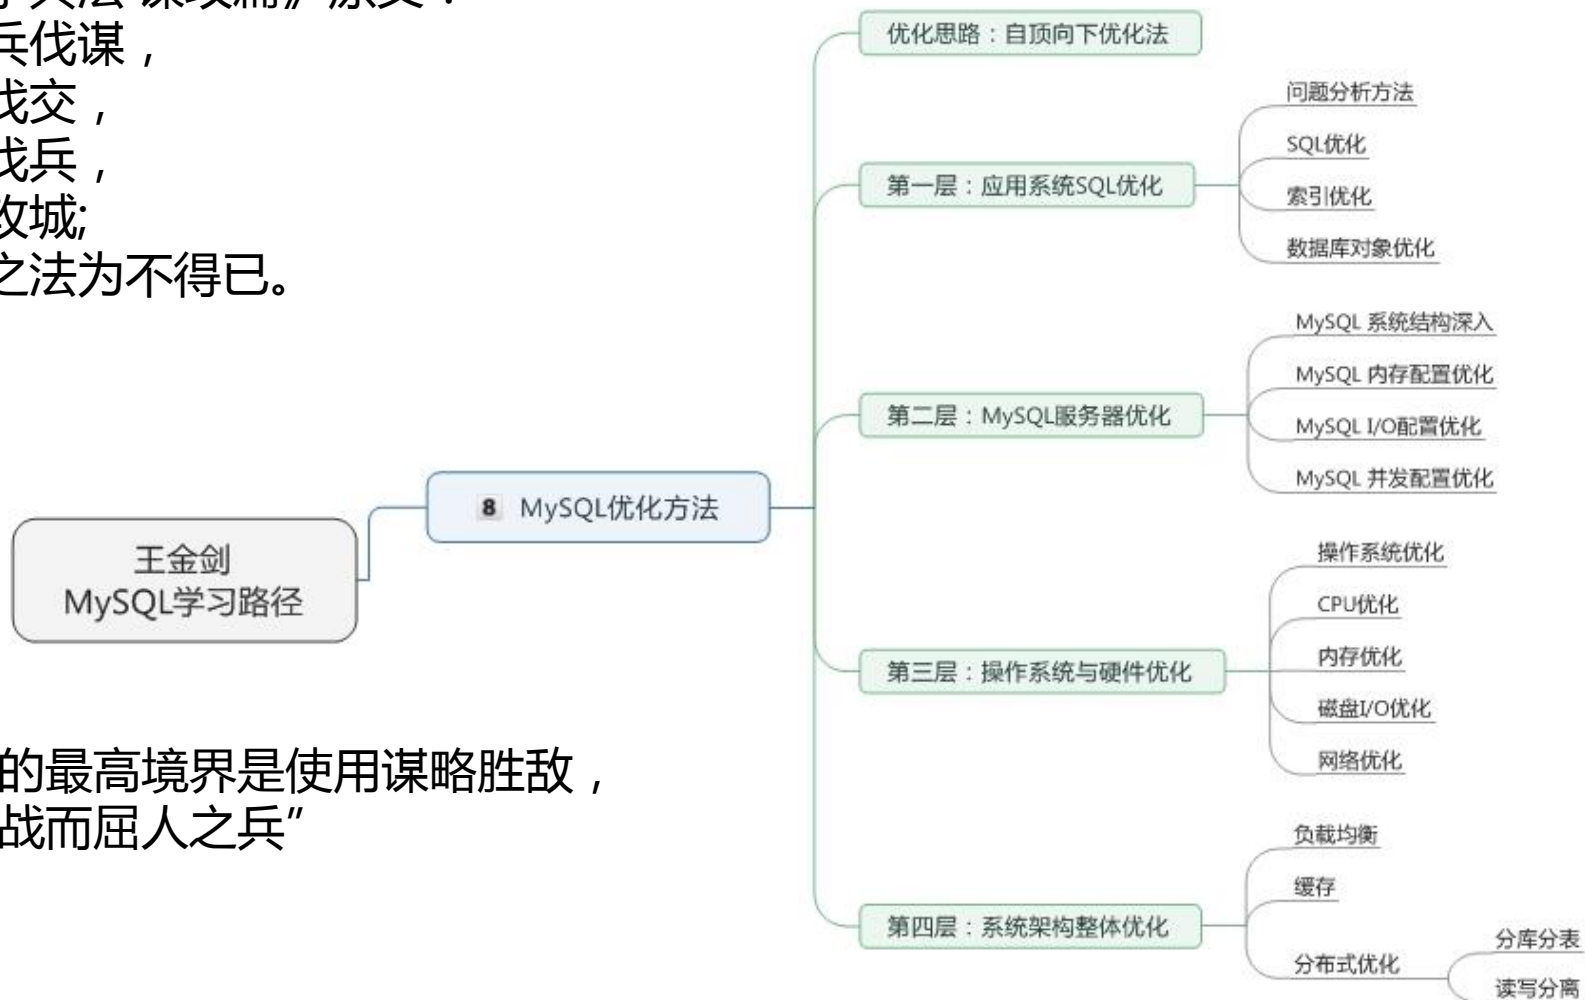 兵法 谋攻篇》原文：
兵伐谋，
伐交，
伐兵，
攻城;
之法为不得已。
王金剑
MySQL学习路径
8 MySQL优化方法
优化思路：自顶向下优化法
第一层：应用系统SQL优化
问题分析方法
SQL优化
索引优化
数据库对象优化
第二层：MySQL服务器优化
MySQL 系统结构深入
MySQL 内存配置优化
MySQL I/O配置优化
MySQL 并发配置优化
第三层：操作系统与硬件优化
操作系统优化
CPU优化
内存优化
磁盘I/O优化
网络优化
第四层：系统架构整体优化
负载均衡
缓存
分布式优化
分库分表
读写分离
的最高境界是使用谋略胜敌，
战而屈人之兵”